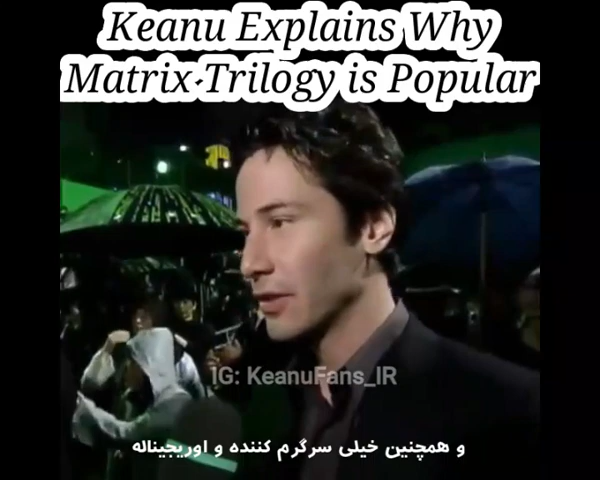 Keanu Explains Why
Matrix-Trilogy is Popular
IG: KeanuFans_IR
و همچنین خیلی سرگرم کننده و اوریجیناله